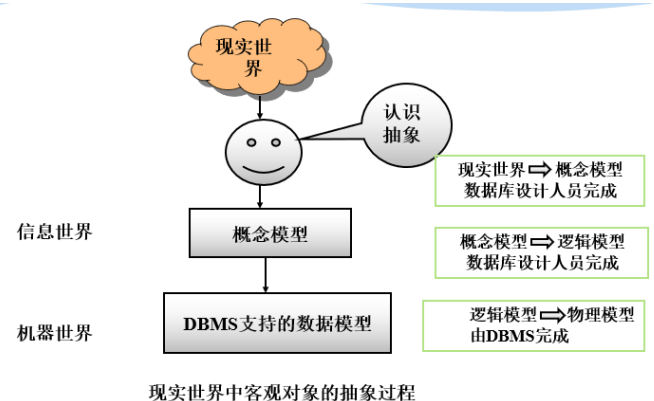 现实世
界
认识
抽象
现实世界⇨概念模型
数据库设计人员完成
信息世界
概念模型
概念模型⇨逻辑模型
数据库设计人员完成
机器世界
DBMS支持的数据模型
逻辑模型⇨物理模型
由DBMS完成
现实世界中客观对象的抽象过程